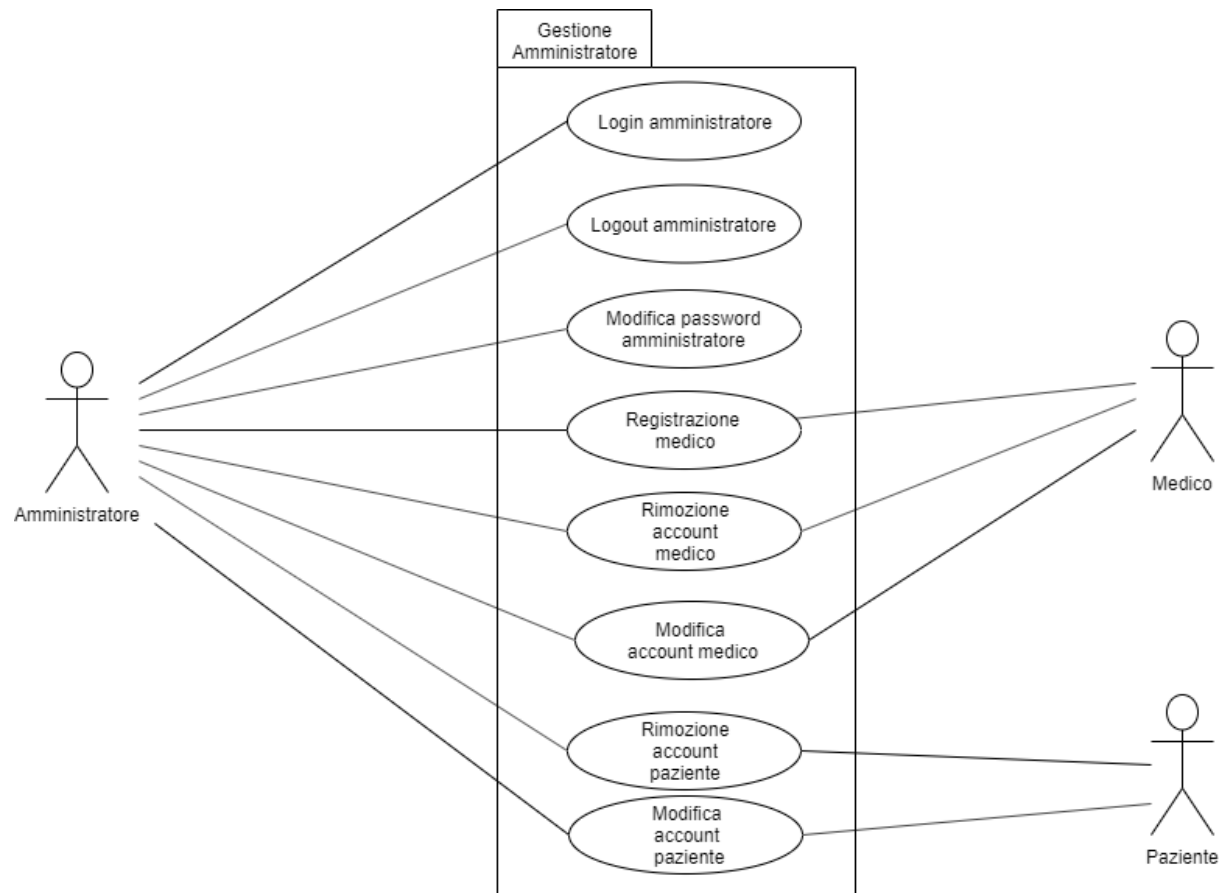 Gestione
Amministratore
Login amministratore
Logout amministratore
Modifica password
amministratore
Registrazione
medico
Rimozione
account
medico
Modifica
account medico
Rimozione
account
paziente
Modifica
account
paziente
Amministratore
Medico
Paziente